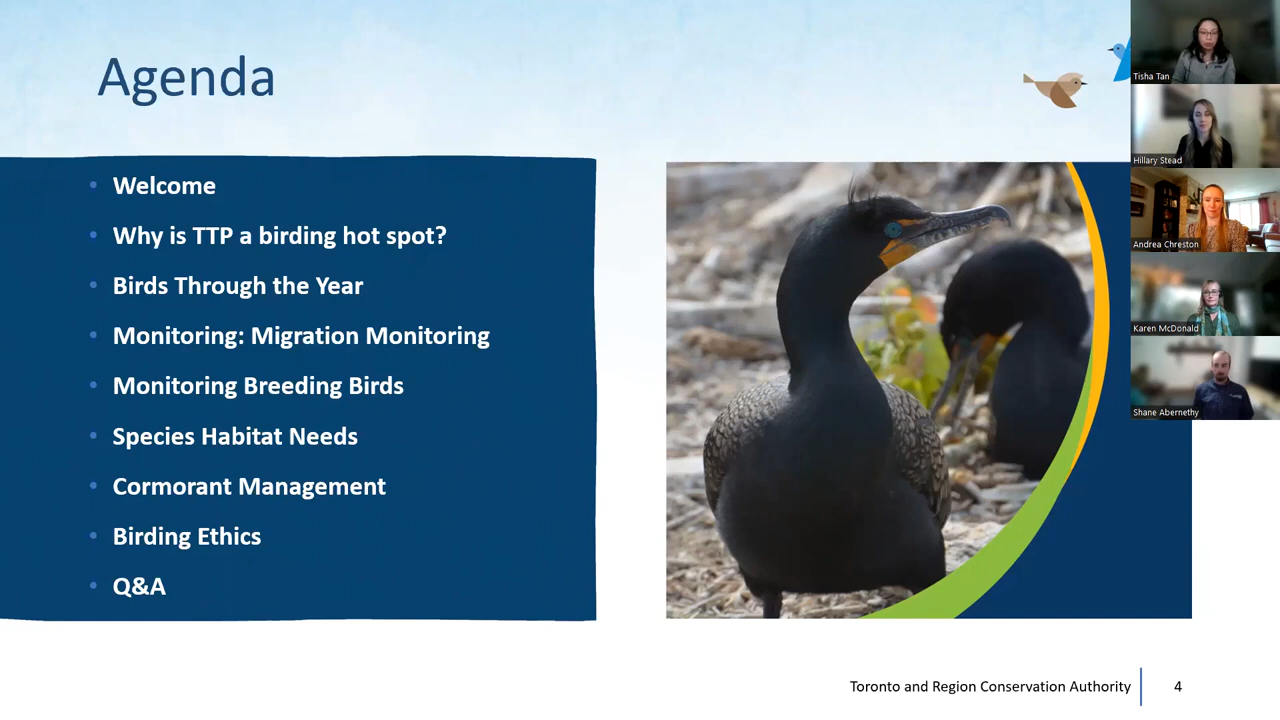 Agenda
Welcome
Why is TTP a birding hot spot?
Birds Through the Year
Monitoring: Migration Monitoring
Monitoring Breeding Birds
Species Habitat Needs
Cormorant Management
Birding Ethics
Q&A
Tisha Tan
Hillary Stead
Andrea Chreston
Karen McDonald
Shane Abernethy
Toronto and Region Conservation Authority
4